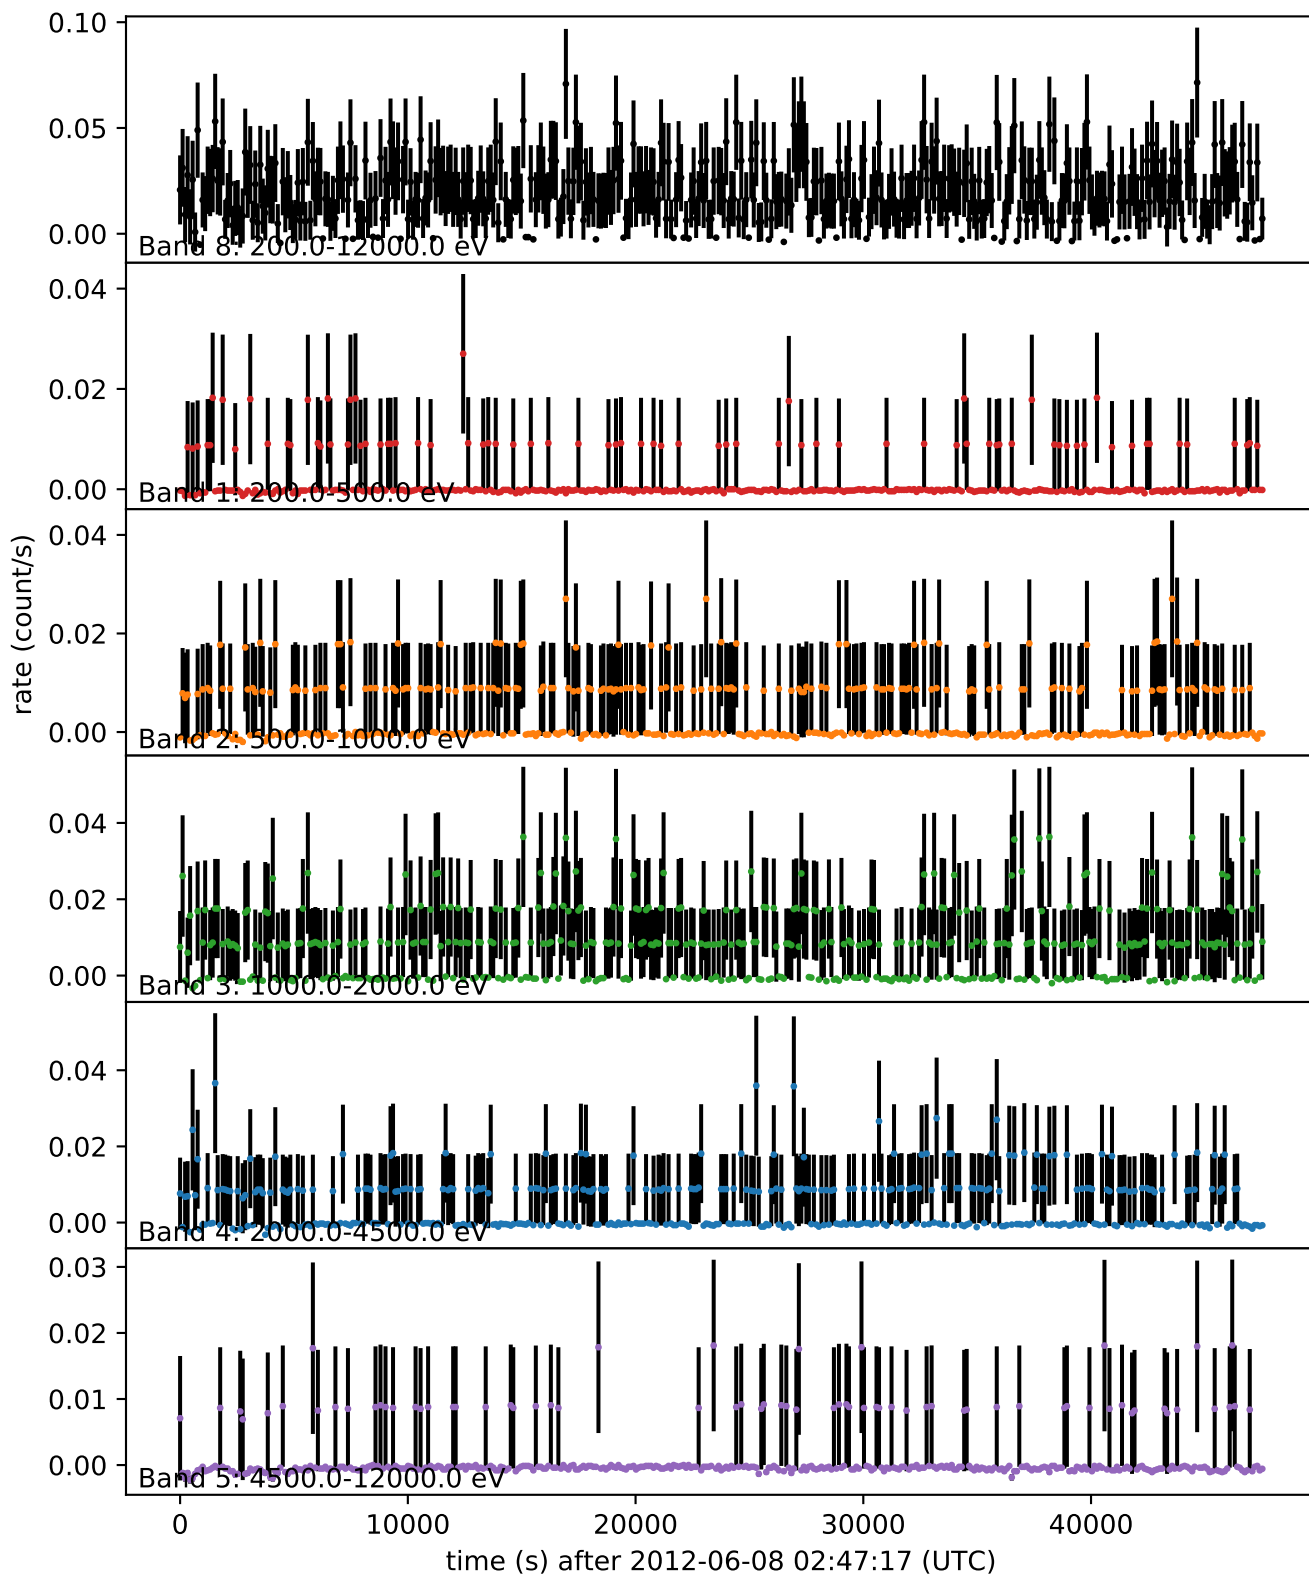 0.10
0.05
0.00
Band 8: 200.0-12000.0 eV
0.04
0.02
0.00
Band 1: 200.0-500.0 eV
0.04
0.02
0.00
Band 2: 500.0-1000.0 eV
rate (count/s)
0.04
0.02
0.00
Band 3: 1000.0-2000.0 eV
0.04
0.02
0.00
Band 4: 2000.0-4500.0 eV
0.03
0.02
0.01
0.00
Band 5: 4500.0-12000.0 eV
0 10000 20000 30000 40000
time (s) after 2012-06-08 02:47:17 (UTC)